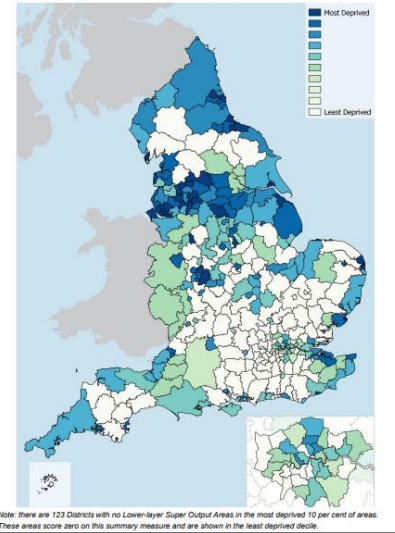 Most Deprived
Least Deprived
Note: there are 123 Districts with no Lower-layer Super Output Areas in the most deprived 10 per cent of areas.
These areas score zero on this summary measure and are shown in the least deprived decile.